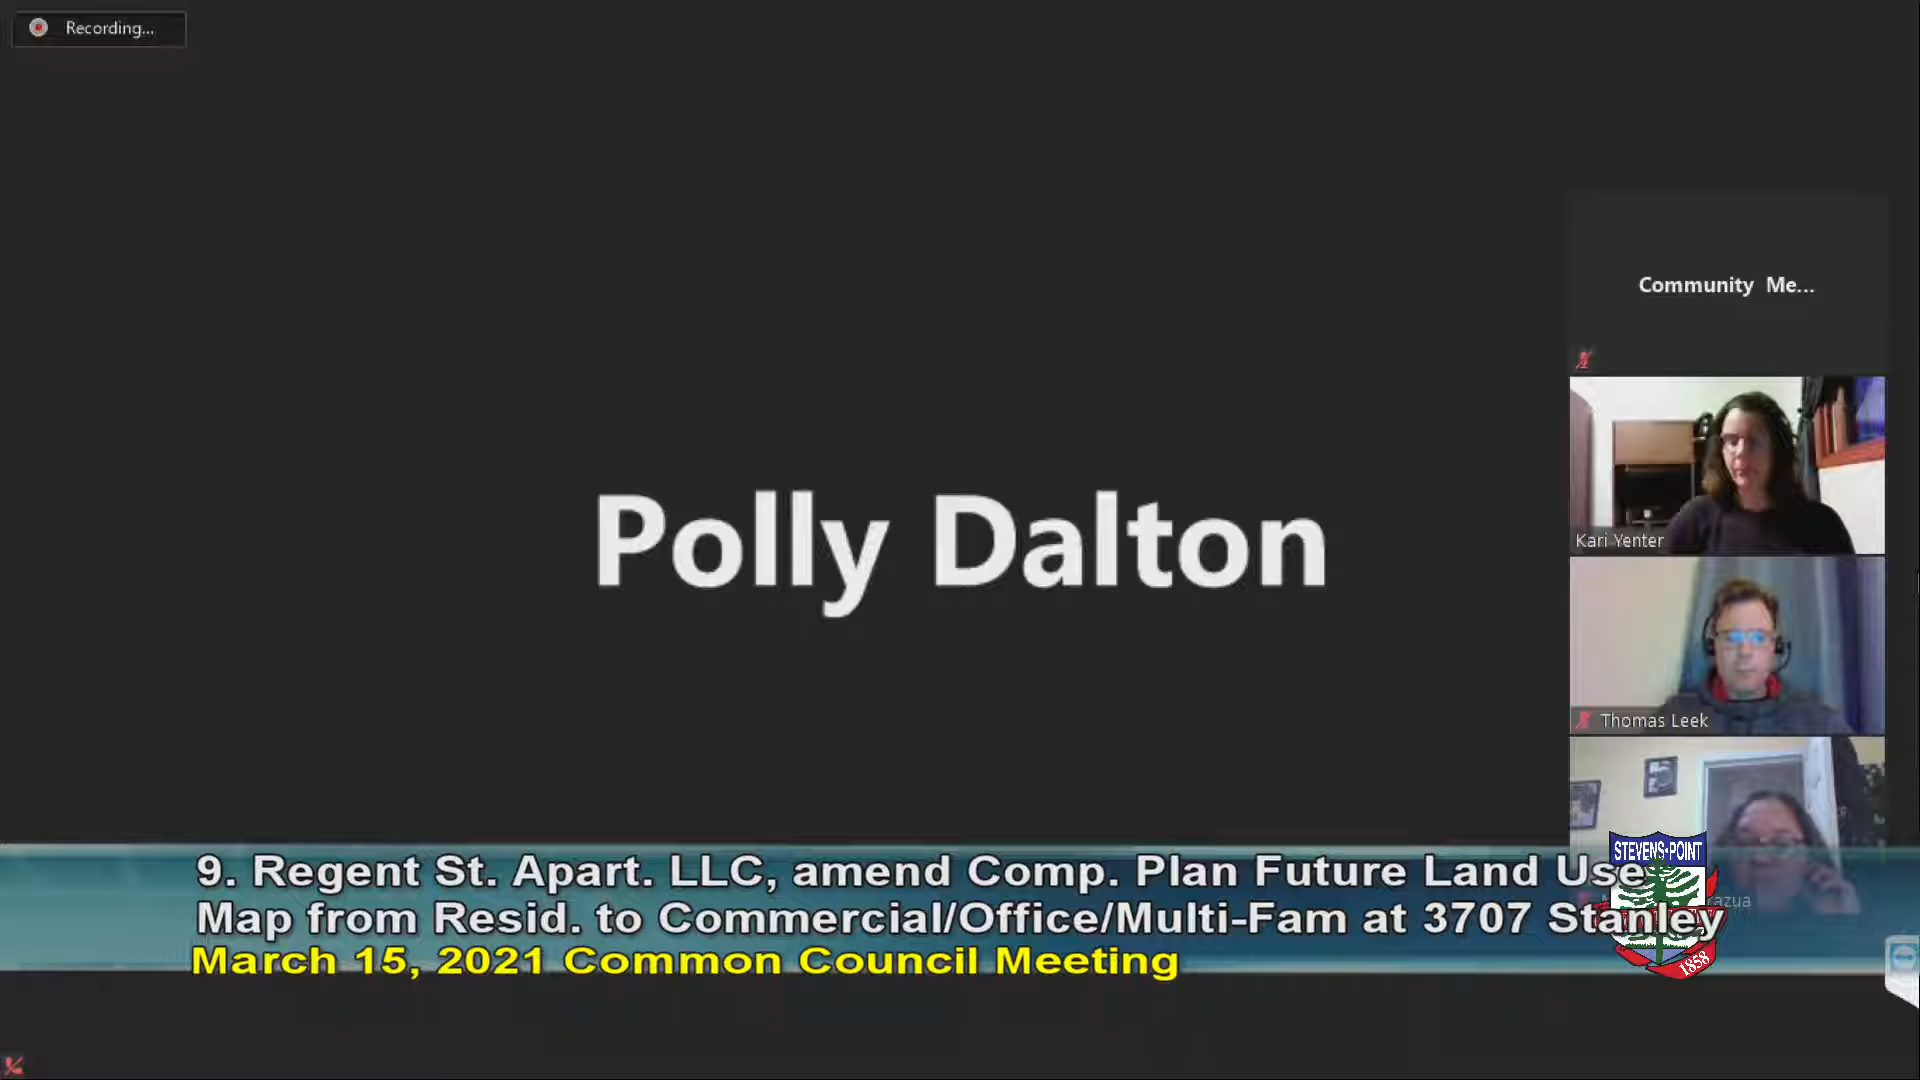 Recording...
Community Me...
Polly Dalton
Kari Yenter
Thomas Leek
9. Regent St. Apart. LLC, amend Comp. Plan Future Land Use
Map from Resid. to Commercial/Office/Multi-Fam at 3707 Stanley
March 15, 2021 Common Council Meeting
STEVENS·POINT
1858